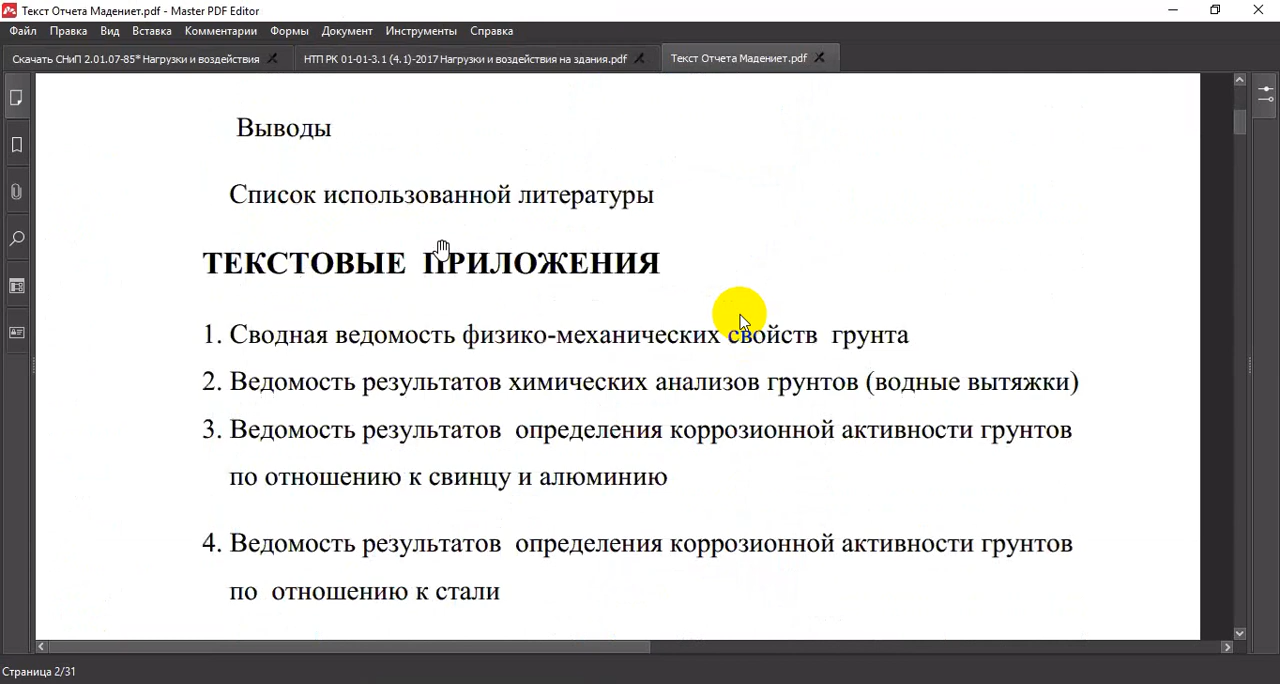 Текст Отчета Мадениет.pdf - Master PDF Editor
Файл Правка Вид Вставка Комментарии Формы Документ Инструменты Справка
Скачать СНиП 2.01.07-85* Нагрузки и воздействия НТП РК 01-01-3.1 (4.1)-2017 Нагрузки и воздействия на здания.pdf Текст Отчета Мадениет.pdf
Выводы
Список использованной литературы
ТЕКСТОВЫЕ ПРИЛОЖЕНИЯ
1. Сводная ведомость физико-механических свойств грунта
2. Ведомость результатов химических анализов грунтов (водные вытяжки)
3. Ведомость результатов определения коррозионной активности грунтов
по отношению к свинцу и алюминию
4. Ведомость результатов определения коррозионной активности грунтов
по отношению к стали
Страница 2/31